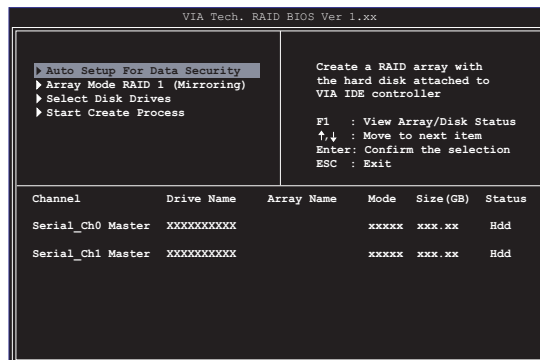 VIA Tech. RAID BIOS Ver 1.xx
Auto Setup For Data Security
Array Mode RAID 1 (Mirroring)
Select Disk Drives
Start Create Process
Create a RAID array with
the hard disk attached to
VIA IDE controller
F1 : View Array/Disk Status
↑,↓ : Move to next item
Enter: Confirm the selection
ESC : Exit
Channel Drive Name Array Name Mode Size(GB) Status
Serial_Ch0 Master XXXXXXXXXX xxxxx xxx.xx Hdd
Serial_Ch1 Master XXXXXXXXXX xxxxx xxx.xx Hdd